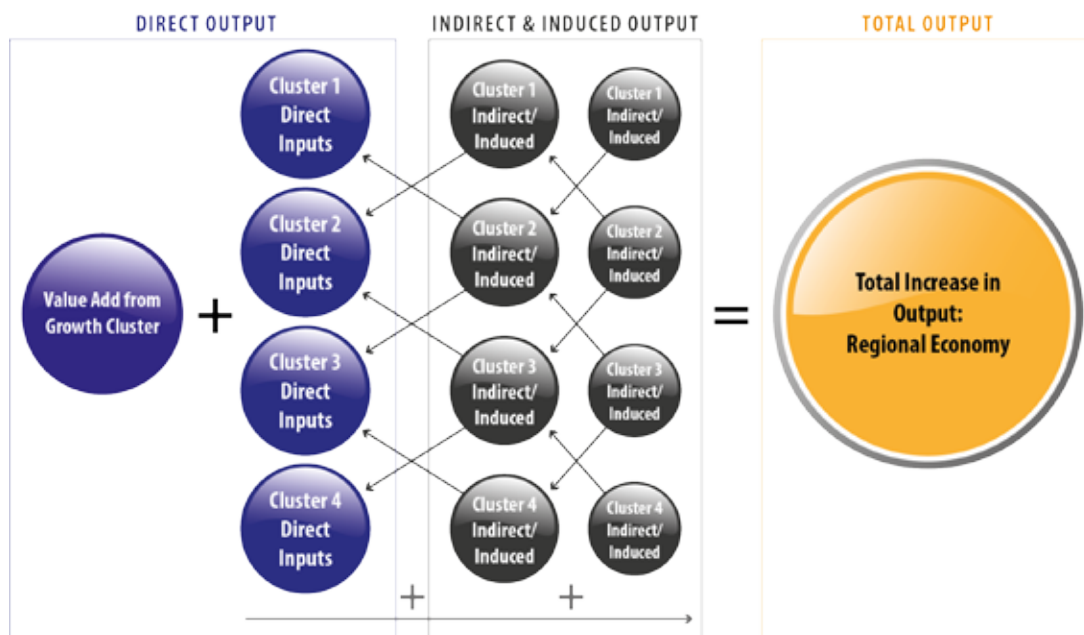 DIRECT OUTPUT
INDIRECT & INDUCED OUTPUT
TOTAL OUTPUT
Value Add from
Growth Cluster
+
Cluster 1
Direct
Inputs
Cluster 2
Direct
Inputs
Cluster 3
Direct
Inputs
Cluster 4
Direct
Inputs
+
Cluster 1
Indirect/
Induced
Cluster 2
Indirect/
Induced
Cluster 3
Indirect/
Induced
Cluster 4
Indirect/
Induced
+
Cluster 1
Indirect/
Induced
Cluster 2
Indirect/
Induced
Cluster 3
Indirect/
Induced
Cluster 4
Indirect/
Induced
=
Total Increase in
Output:
Regional Economy